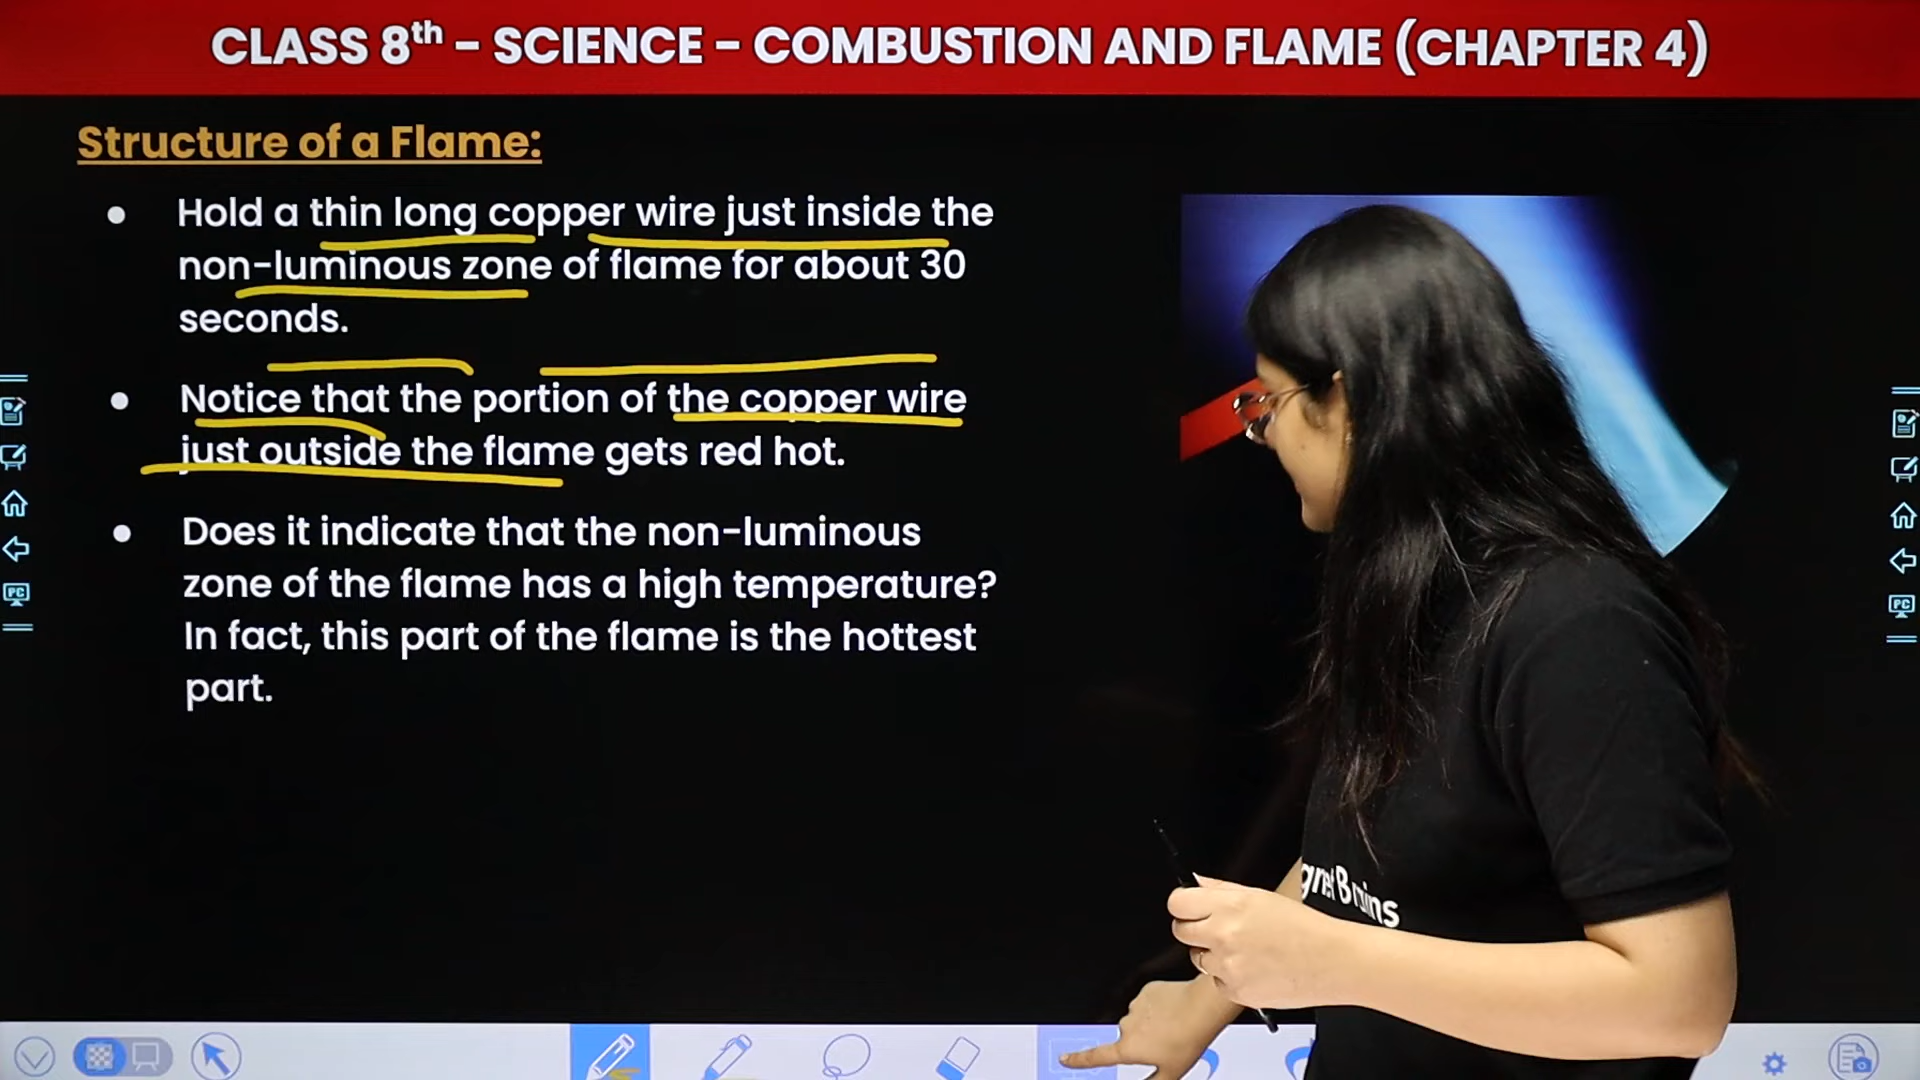 CLASS 8th - SCIENCE - COMBUSTION AND FLAME (CHAPTER 4)
Structure of a Flame:
● Hold a thin long copper wire just inside the
non-luminous zone of flame for about 30
seconds.
● Notice that the portion of the copper wire
just outside the flame gets red hot.
● Does it indicate that the non-luminous
zone of the flame has a high temperature?
In fact, this part of the flame is the hottest
part.
PC
PC
Brains